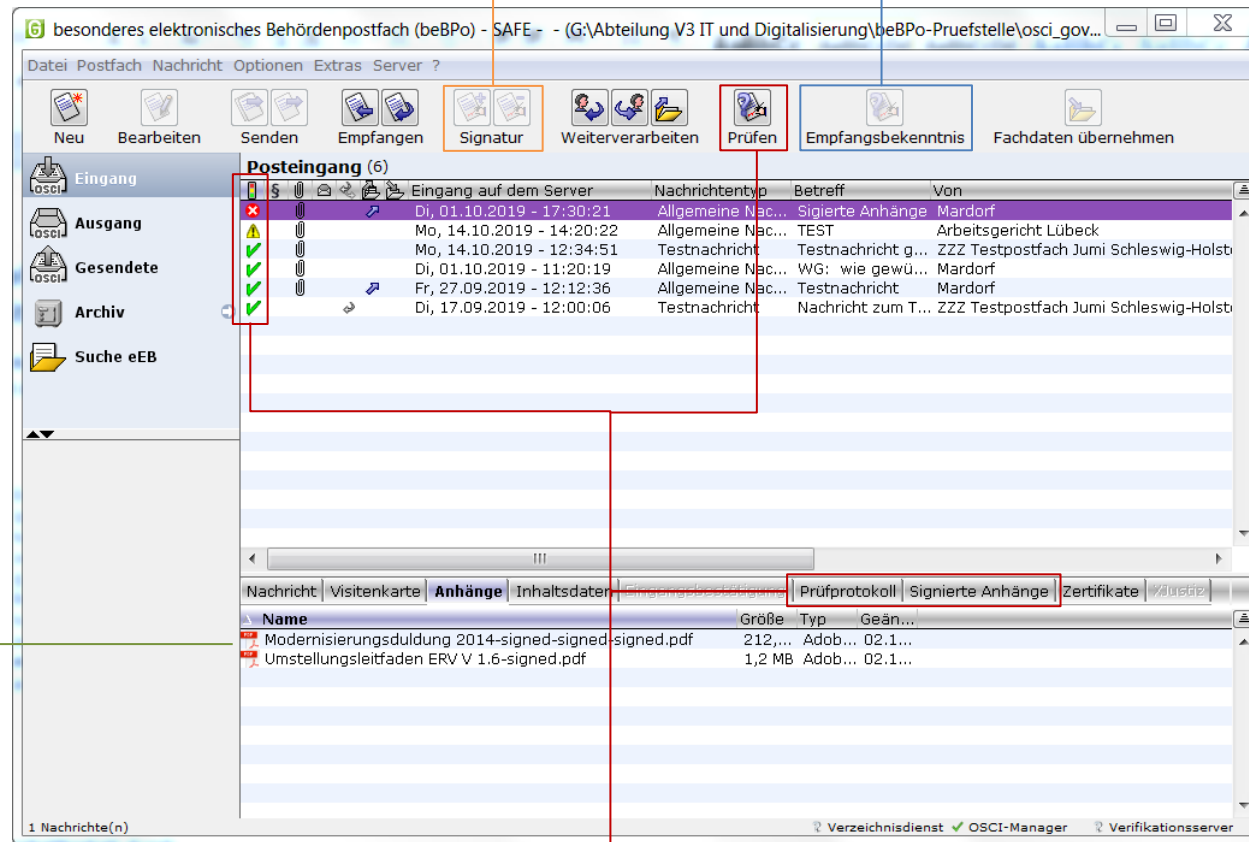 besonderes elektronisches Behördenpostfach (beBPo) - SAFE - - (G:\Abteilung V3 IT und Digitalisierung\beBPo-Pruefstelle\osci_gov...
Datei Postfach Nachricht Optionen Extras Server ?
Neu Bearbeiten Senden Empfangen Signatur Weiterverarbeiten Prüfen Empfangsbekenntnis Fachdaten übernehmen
Posteingang (6)
osci Eingang
§ Eingang auf dem Server Nachrichtentyp Betreff Von
Di, 01.10.2019 - 17:30:21 Allgemeine Nac... Sigierte Anhänge Mardorf
osci Ausgang
Mo, 14.10.2019 - 14:20:22 Allgemeine Nac... TEST Arbeitsgericht Lübeck
Mo, 14.10.2019 - 12:34:51 Testnachricht Testnachricht g... ZZZ Testpostfach Jumi Schleswig-Holst
osci Gesendete
Di, 01.10.2019 - 11:20:19 Allgemeine Nac... WG: wie gewü... Mardorf
Fr, 27.09.2019 - 12:12:36 Allgemeine Nac... Testnachricht Mardorf
Archiv
Di, 17.09.2019 - 12:00:06 Testnachricht Nachricht zum T... ZZZ Testpostfach Jumi Schleswig-Holst
Suche eEB
Nachricht Visitenkarte Anhänge Inhaltsdaten Eingangsbestätigung Prüfprotokoll Signierte Anhänge Zertifikate XJustiz
Name Größe Typ Geän...
Modernisierungsduldung 2014-signed-signed-signed.pdf 212,... Adob... 02.1...
Umstellungsleitfaden ERV V 1.6-signed.pdf 1,2 MB Adob... 02.1...
1 Nachrichte(n) Verzeichnisdienst OSCI-Manager Verifikationsserver